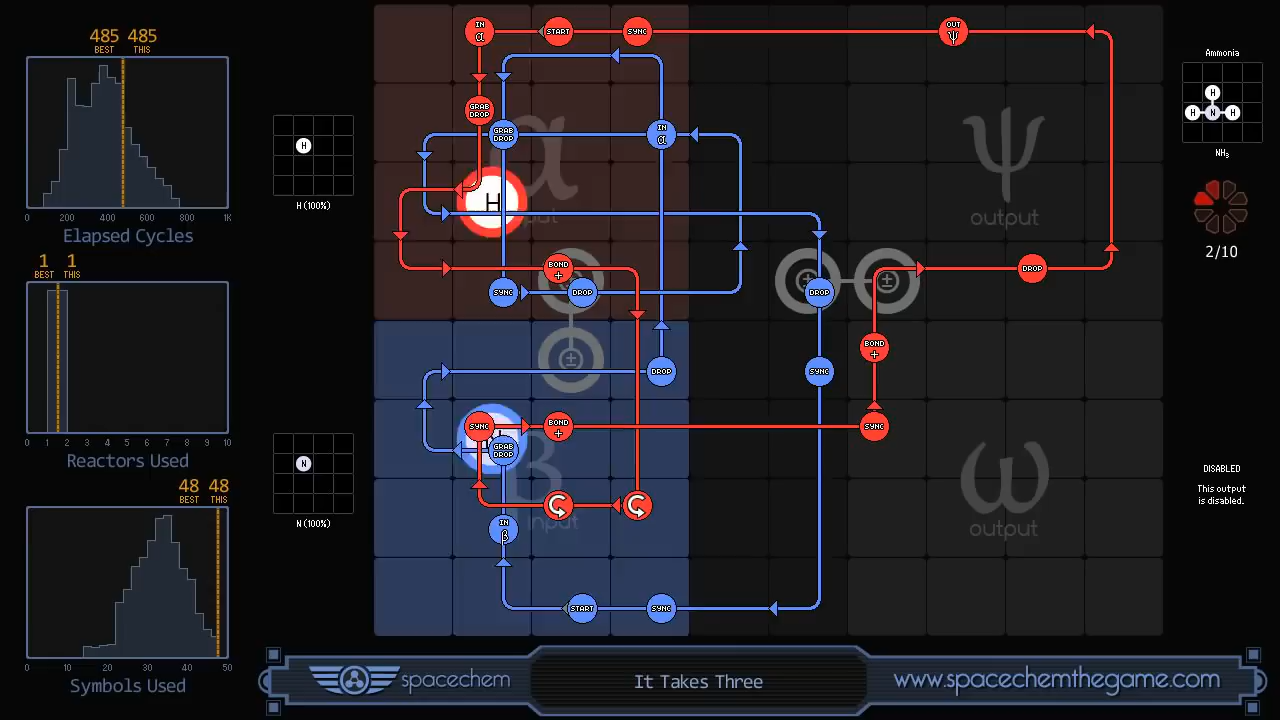 485 485
BEST THIS
0 200 400 600 800 1K
Elapsed Cycles
1 1
BEST THIS
0 1 2 3 4 5 6 7 8 9 10
Reactors Used
48 48
BEST THIS
0 10 20 30 40 50
Symbols Used
H
H (100%)
N
N (100%)
IN α
START
SYNC
OUT ψ
GRAB DROP
GRAB DROP
IN α
α
input
H
ψ
output
BOND +
SYNC
DROP
DROP
DROP
BOND +
DROP
SYNC
SYNC
BOND +
SYNC
GRAB DROP
β
input
IN β
ω
output
START
SYNC
Ammonia
H
H N H
NH₃
2/10
DISABLED
This output
is disabled.
spacechem
It Takes Three
www.spacechemthegame.com